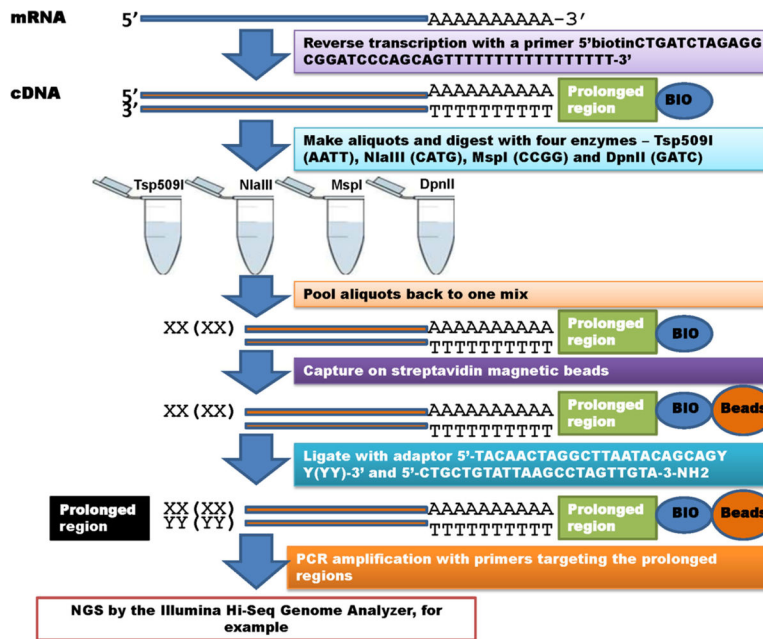 mRNA 5′ AAAAAAAAAA-3′
Reverse transcription with a primer 5’biotinCTGATCTAGAGG
CGGATCCCAGCAGTTTTTTTTTTTTTTTTT-3’
cDNA 5′ AAAAAAAAAA Prolonged region BIO
3′ TTTTTTTTTT
Make aliquots and digest with four enzymes – Tsp509I
(AATT), NlaIII (CATG), MspI (CCGG) and DpnII (GATC)
Tsp509I NlaIII MspI DpnII
Pool aliquots back to one mix
XX(XX) AAAAAAAAAA Prolonged region BIO
TTTTTTTTTT
Capture on streptavidin magnetic beads
XX(XX) AAAAAAAAAA Prolonged region BIO Beads
TTTTTTTTTT
Ligate with adaptor 5’-TACAACTAGGCTTAATACAGCAGY
Y(YY)-3’ and 5’-CTGCTGTATTAAGCCTAGTTGTA-3-NH2
Prolonged region XX(XX) AAAAAAAAAA Prolonged region BIO Beads
YY(YY) TTTTTTTTTT
PCR amplification with primers targeting the prolonged
regions
NGS by the Illumina Hi-Seq Genome Analyzer, for
example